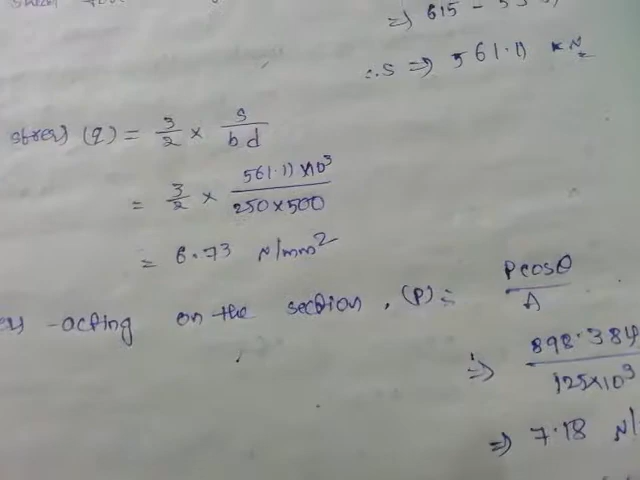 ⇒ 615 -
∴ S ⇒ 561.11 KN
stress (q) = 3/2 × S/bd
= 3/2 × 561.11×10³/250×500
= 6.73 N/mm²
acting on the section, (P) = Pcosθ/A
⇒ 898.384/125×10³
⇒ 7.18 N/